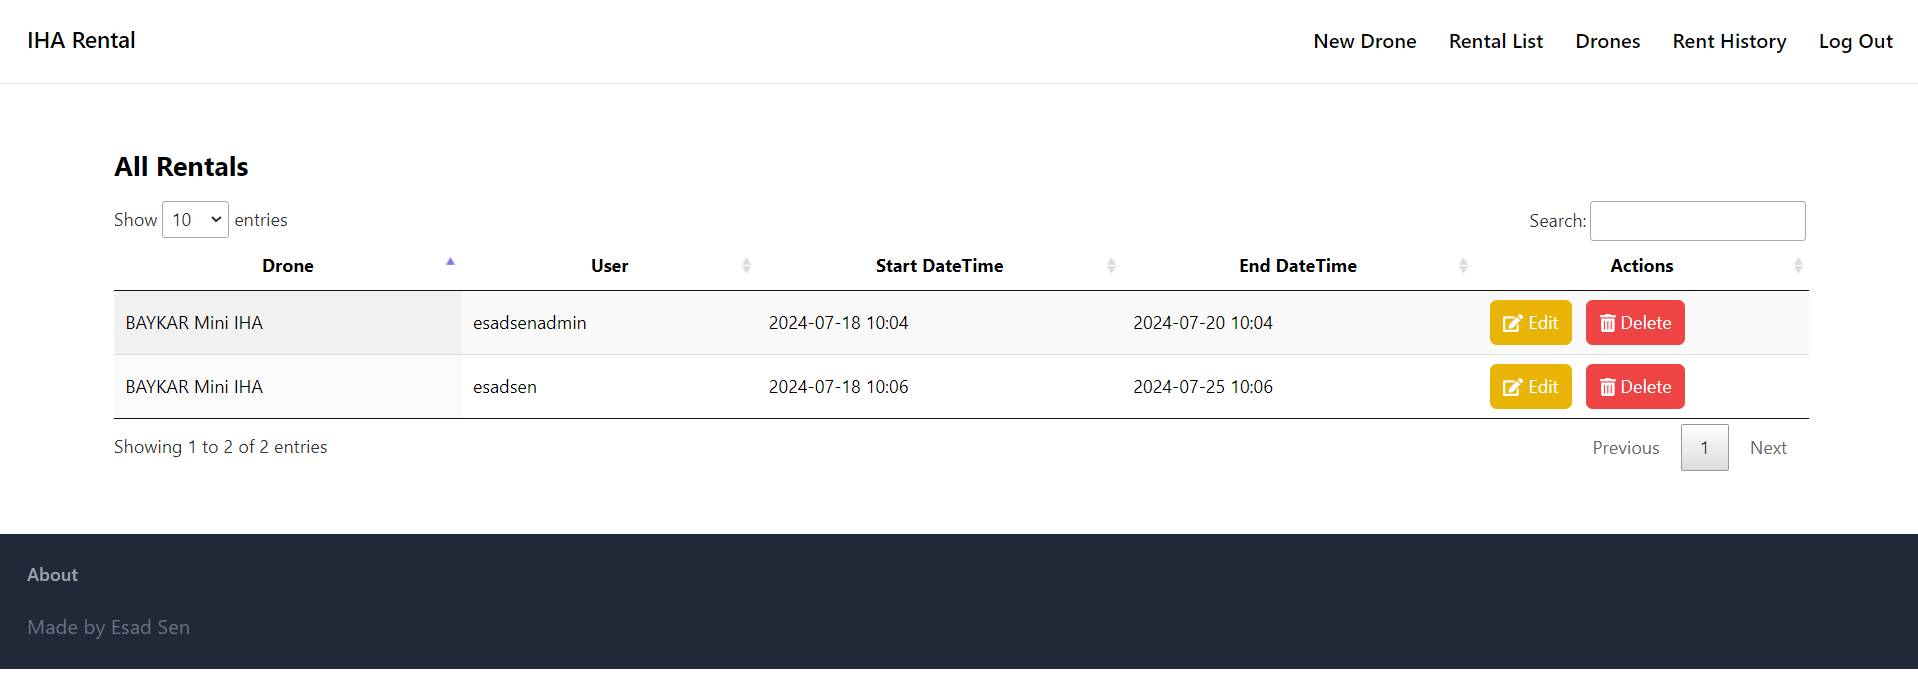 IHA Rental New Drone Rental List Drones Rent History Log Out
All Rentals
Show 10 entries Search:
Drone User Start DateTime End DateTime Actions
BAYKAR Mini IHA esadsenadmin 2024-07-18 10:04 2024-07-20 10:04 Edit Delete
BAYKAR Mini IHA esadsen 2024-07-18 10:06 2024-07-25 10:06 Edit Delete
Showing 1 to 2 of 2 entries Previous 1 Next
About
Made by Esad Sen